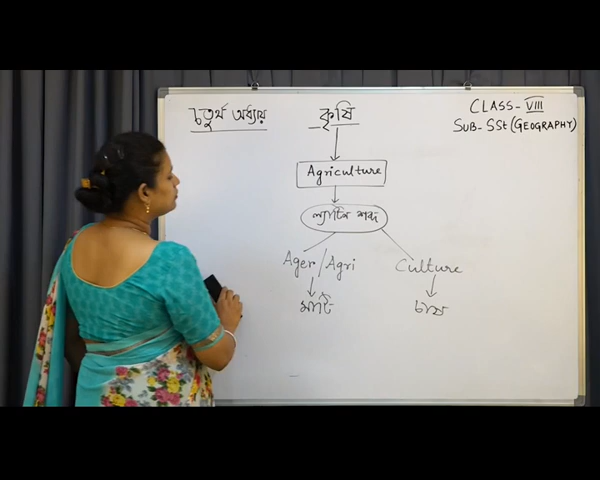 চতুর্থ অধ্যায়
কৃষি
CLASS- VIII
SUB- SSt (GEOGRAPHY)
Agriculture
ল্যাটিন শব্দ
Ager/Agri
Culture
মাটি
চাষ